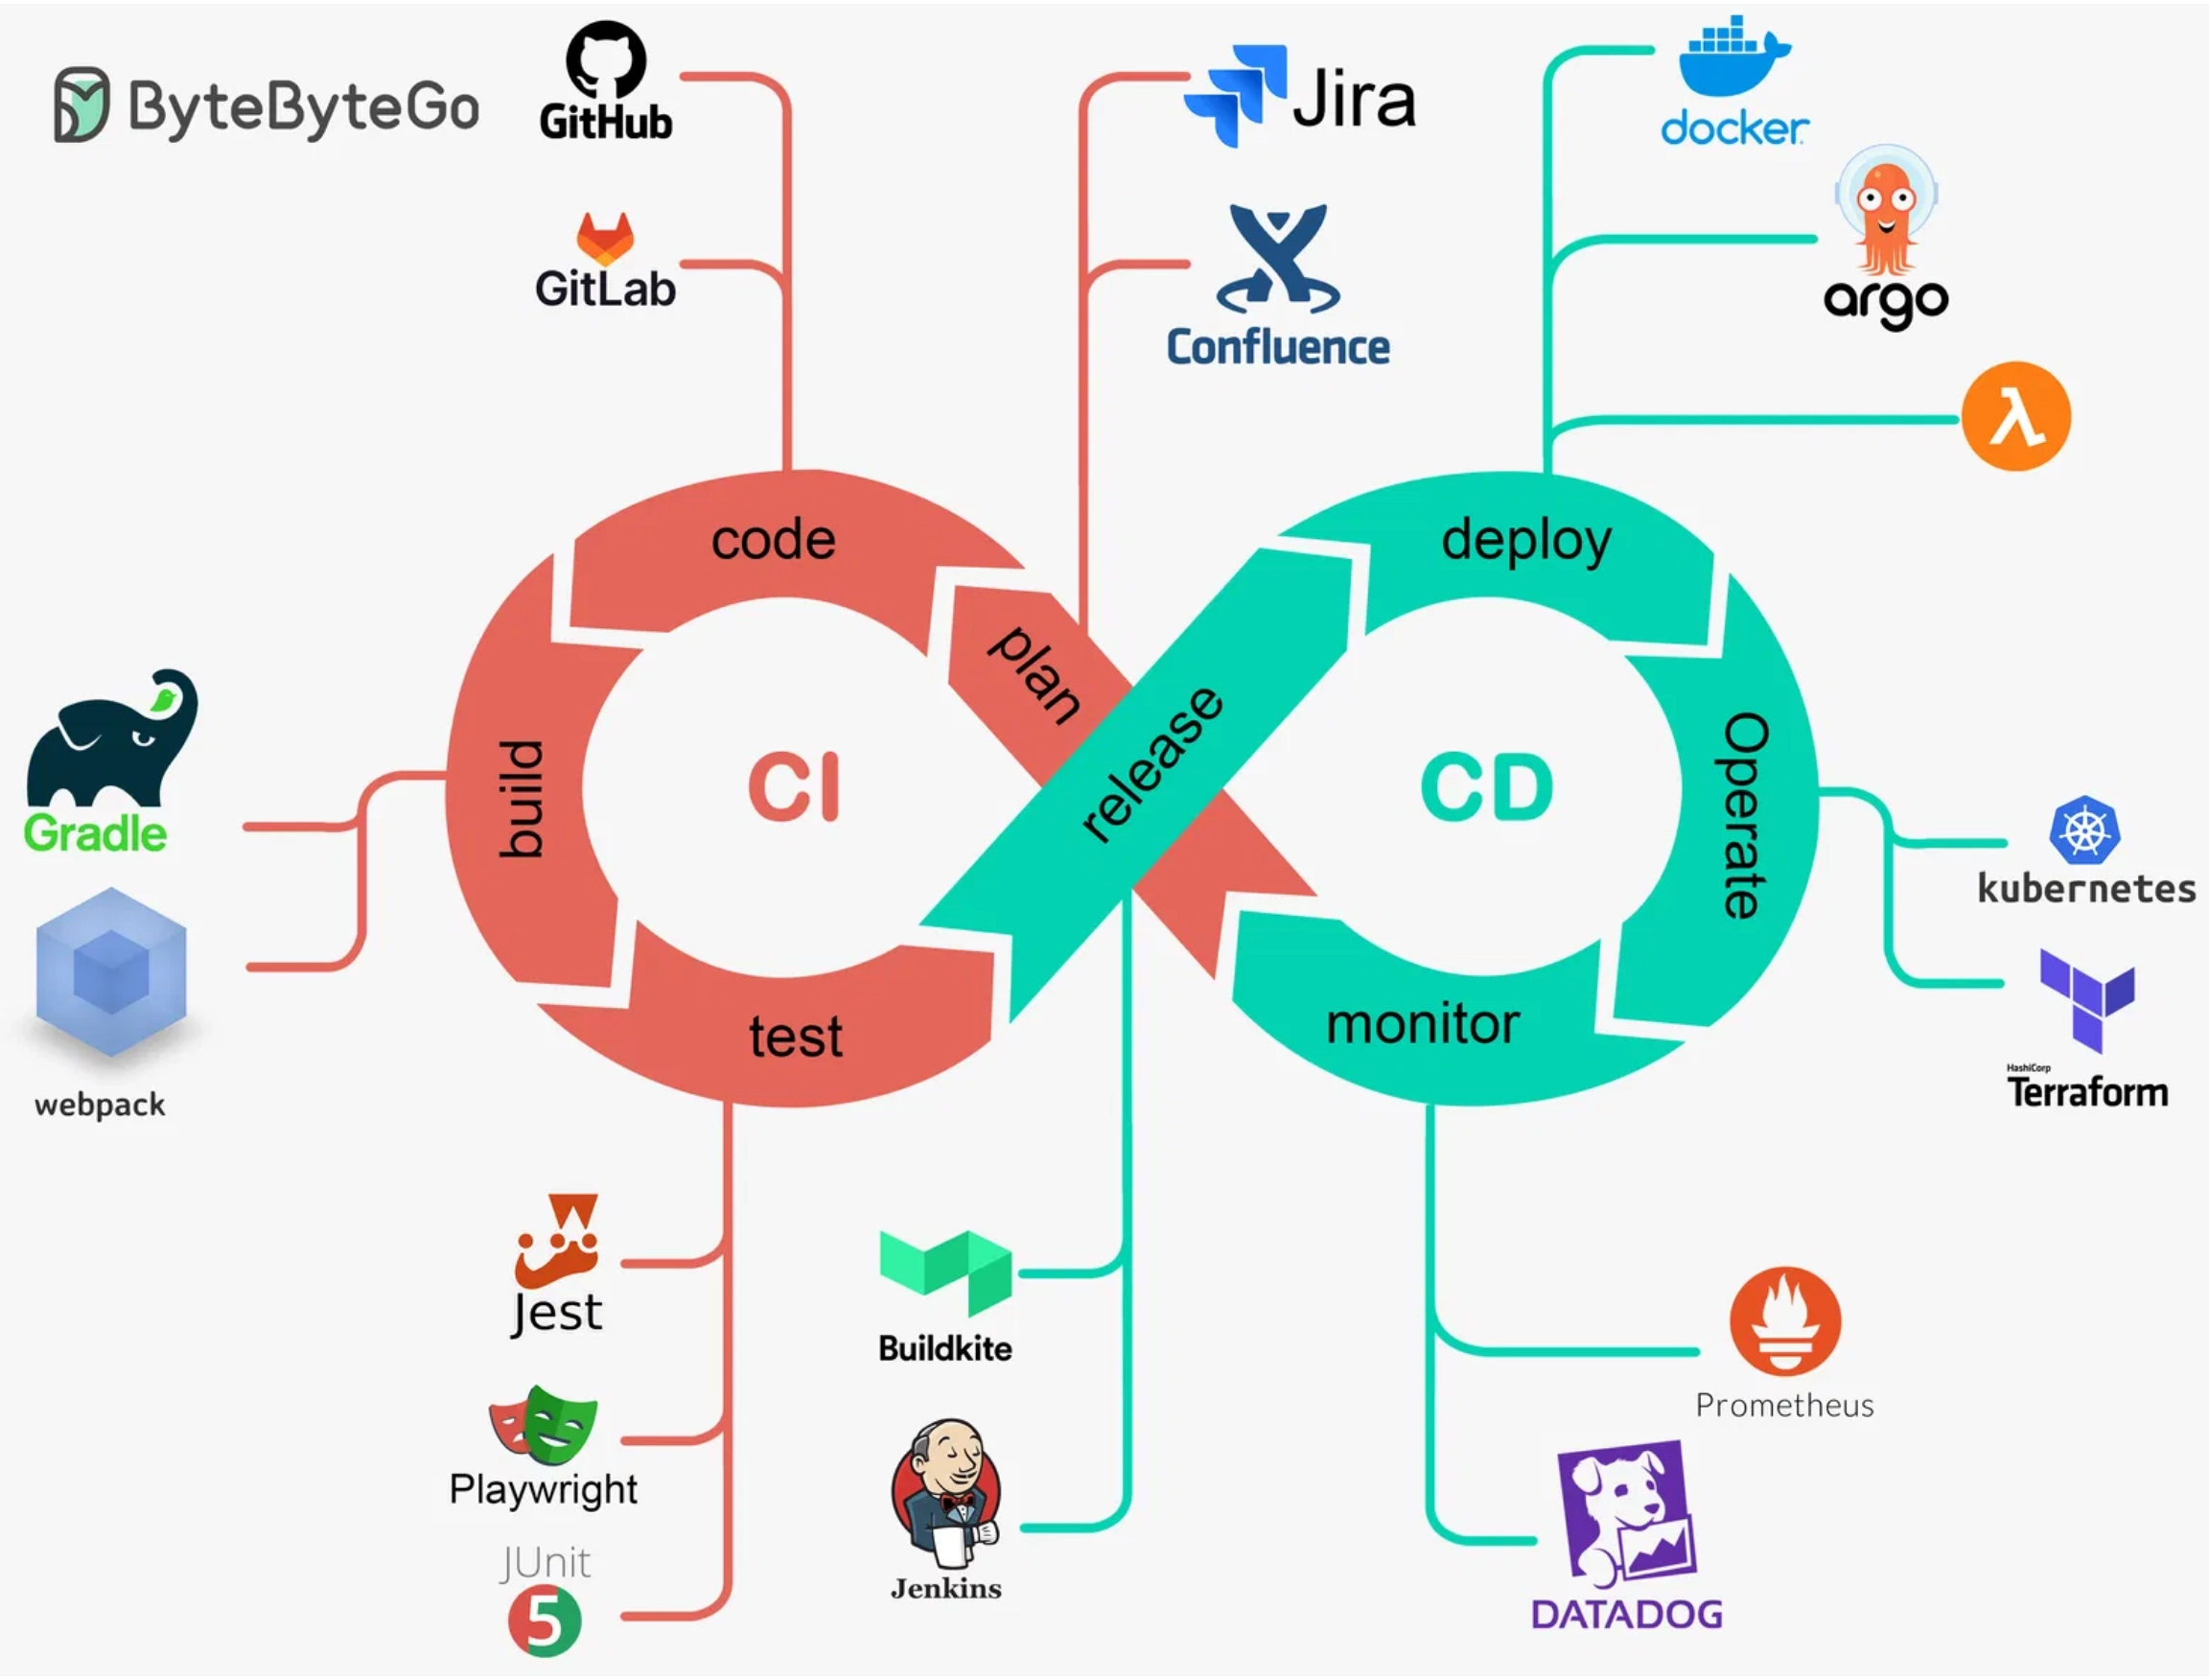 ByteByteGo
GitHub
GitLab
Jira
Confluence
docker
argo
λ
code
plan
build
test
CI
release
deploy
Operate
monitor
CD
Gradle
webpack
kubernetes
HashiCorp
Terraform
Jest
Playwright
JUnit
5
Buildkite
Jenkins
Prometheus
DATADOG